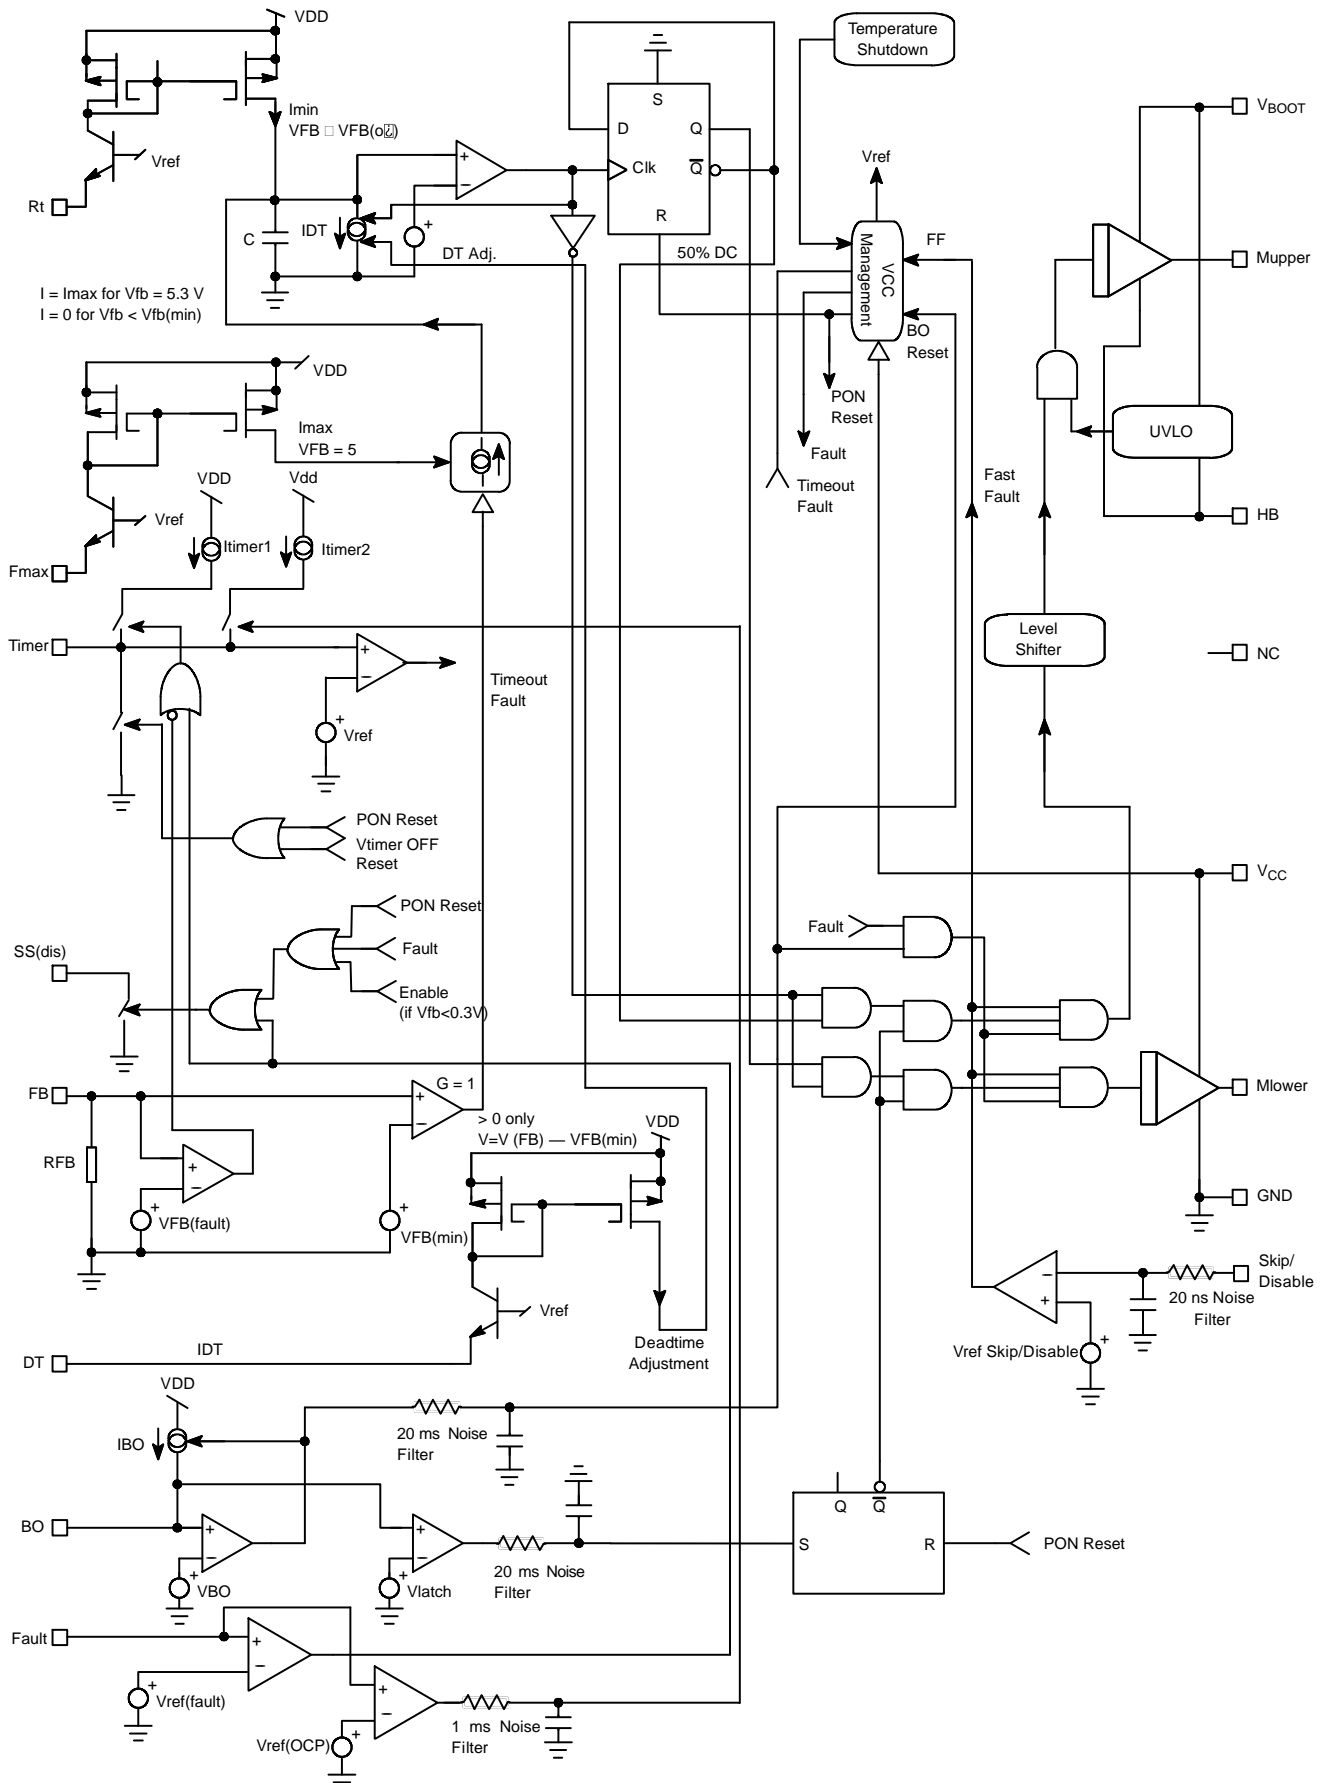 VDD
Temperature
Shutdown
S
D
Q
Clk
Q
R
Imin
VFB □ VFB(o
Vref
Rt
C
IDT
+
−
+
DT Adj.
50% DC
Vref
VCC
Management
FF
BO
Reset
PON
Reset
Fault
Timeout
Fault
VBOOT
Mupper
UVLO
HB
I = Imax for Vfb = 5.3 V
I = 0 for Vfb < Vfb(min)
VDD
Imax
VFB = 5
VDD
Vdd
Vref
Itimer1
Itimer2
Fmax
Fast
Fault
Timer
+
−
Timeout
Fault
+
Vref
Level
Shifter
NC
PON Reset
Vtimer OFF
Reset
VCC
PON Reset
Fault
Enable
(if Vfb<0.3V)
SS(dis)
Fault
FB
G = 1
+
−
> 0 only
V=V (FB) — VFB(min)
VDD
Mlower
RFB
+
−
+
VFB(fault)
+
VFB(min)
GND
Vref
Skip/
Disable
−
+
20 ns Noise
Filter
Vref Skip/Disable
+
Deadtime
Adjustment
IDT
DT
VDD
IBO
20 ms Noise
Filter
BO
+
−
+
VBO
+
−
+
Vlatch
20 ms Noise
Filter
Q
Q
S
R
PON Reset
Fault
+
−
+
Vref(fault)
+
−
+
Vref(OCP)
1 ms Noise
Filter